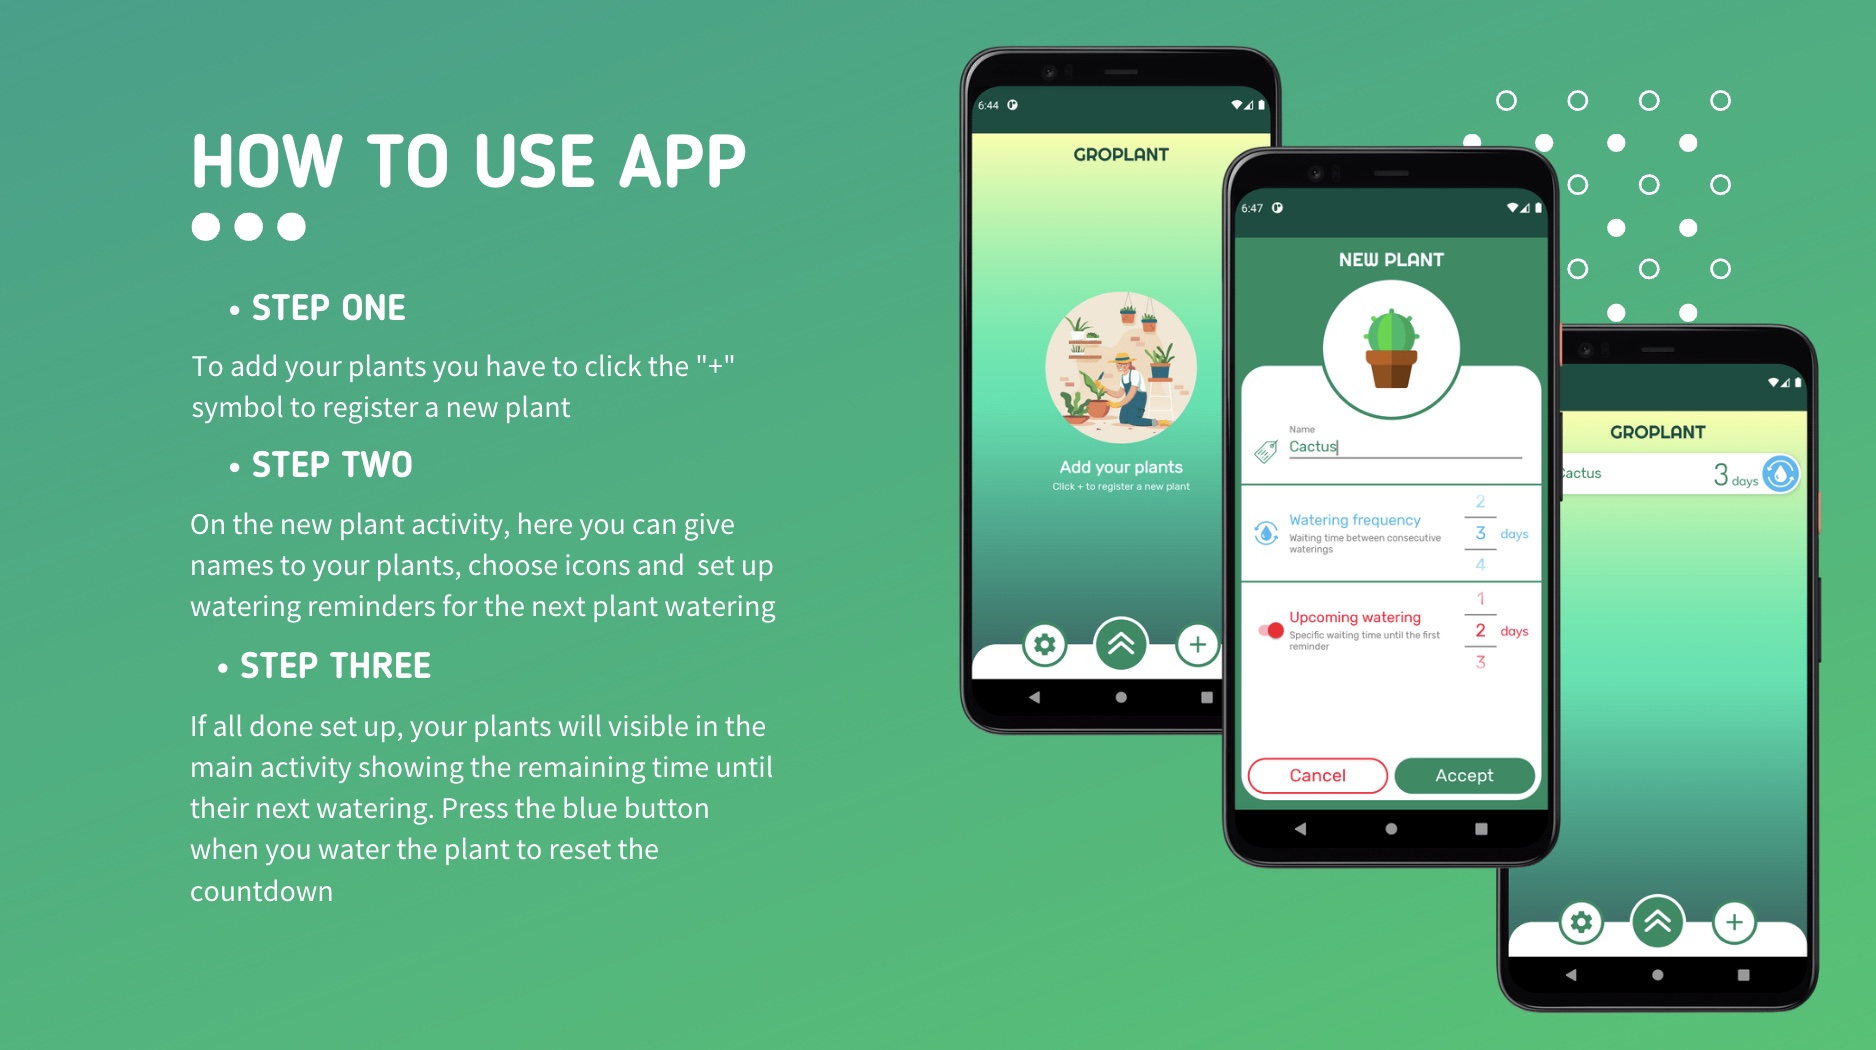 HOW TO USE APP
• STEP ONE
To add your plants you have to click the "+"
symbol to register a new plant
• STEP TWO
On the new plant activity, here you can give
names to your plants, choose icons and  set up
watering reminders for the next plant watering
• STEP THREE
If all done set up, your plants will visible in the
main activity showing the remaining time until
their next watering. Press the blue button
when you water the plant to reset the
countdown
6:44
GROPLANT
Add your plants
Click + to register a new plant
6:47
NEW PLANT
Name
Cactus
Watering frequency
Waiting time between consecutive
waterings
2
3 days
4
Upcoming watering
Specific waiting time until the first
reminder
1
2 days
3
Cancel
Accept
GROPLANT
Cactus 3 days